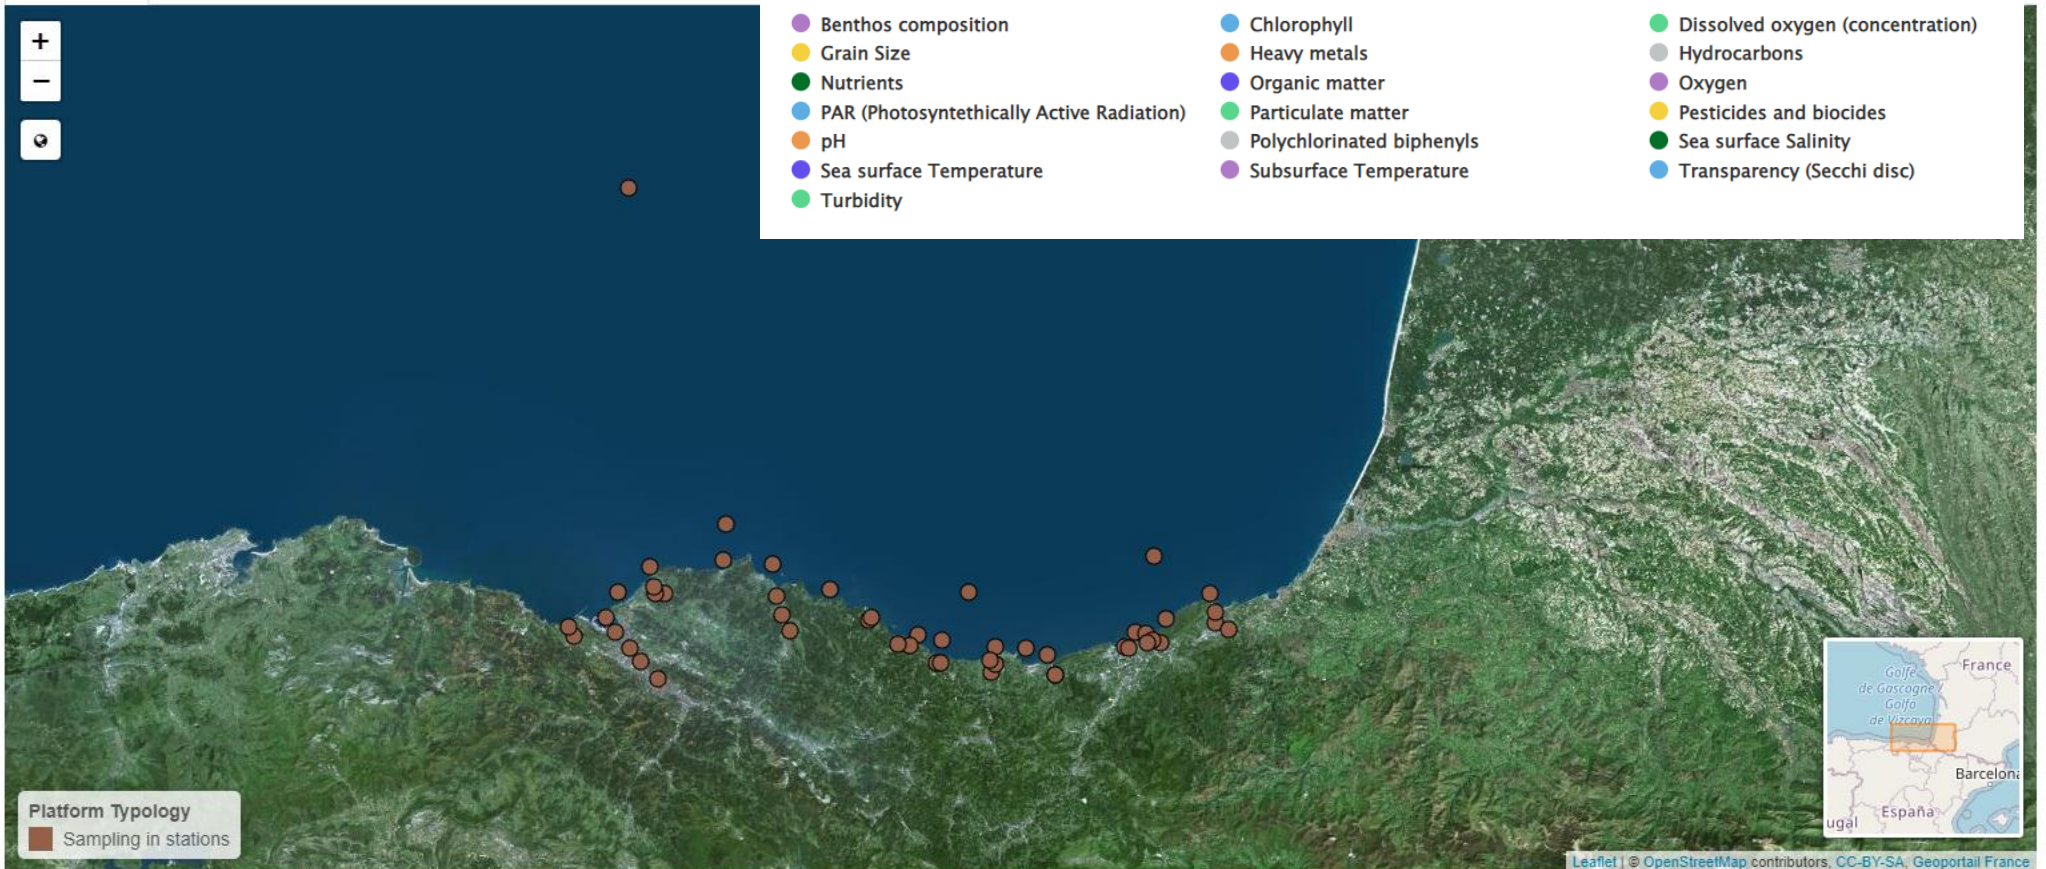 +
−
Benthos composition
Chlorophyll
Dissolved oxygen (concentration)
Grain Size
Heavy metals
Hydrocarbons
Nutrients
Organic matter
Oxygen
PAR (Photosyntethically Active Radiation)
Particulate matter
Pesticides and biocides
pH
Polychlorinated biphenyls
Sea surface Salinity
Sea surface Temperature
Subsurface Temperature
Transparency (Secchi disc)
Turbidity
Golfe
de Gascogne /
Golfo
de Vizcaya
France
Barcelona
España
ugal
Platform Typology
Sampling in stations
Leaflet | © OpenStreetMap contributors, CC-BY-SA, Geoportail France